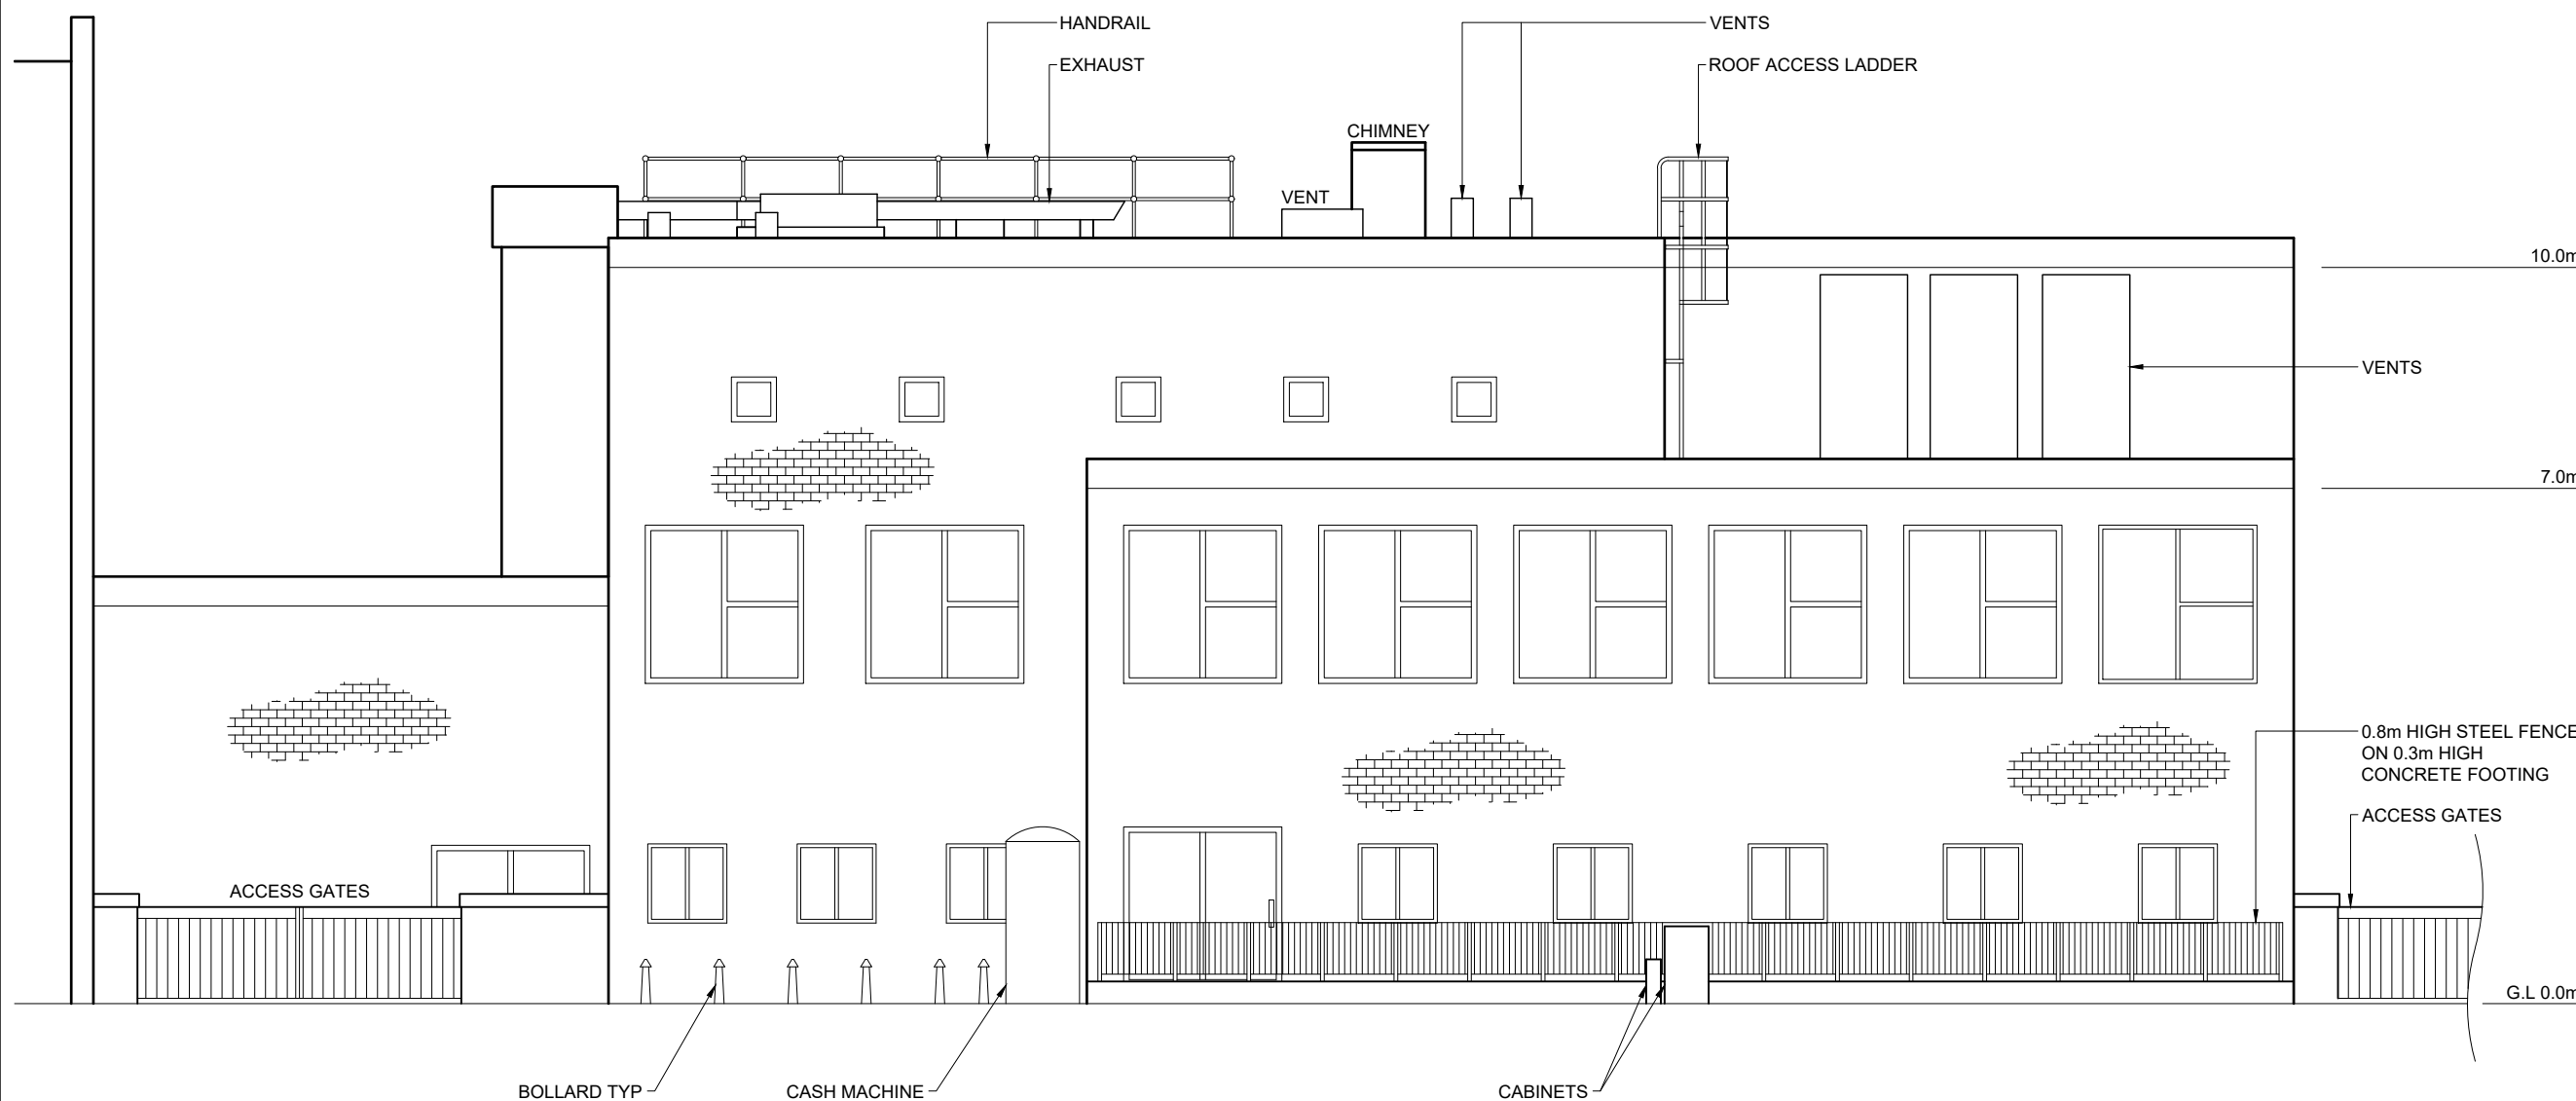 HANDRAIL
VENTS
EXHAUST
ROOF ACCESS LADDER
CHIMNEY
VENT
10.0m
VENTS
7.0m
0.8m HIGH STEEL FENCE
ON 0.3m HIGH
CONCRETE FOOTING
ACCESS GATES
ACCESS GATES
G.L 0.0m
BOLLARD TYP
CASH MACHINE
CABINETS